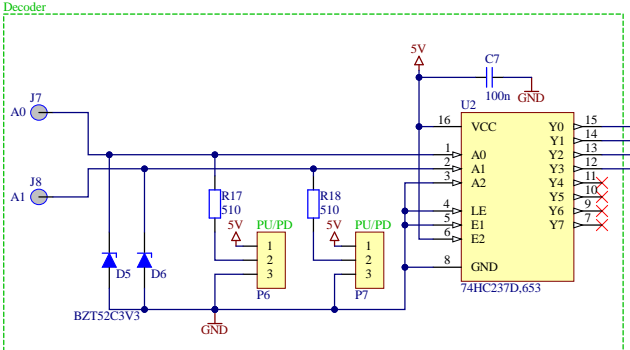 Decoder
5V
C7
100n
GND
J7
A0
J8
A1
U2
16 VCC Y0 15
Y1 14
1 A0 Y2 13
2 A1 Y3 12
3 A2 Y4 11
Y5 10
4 LE Y6 9
5 E1 Y7 7
6 E2
8 GND
74HC237D,653
R17
510
R18
510
5V
PU/PD
1
2
3
P6
5V
PU/PD
1
2
3
P7
D5
D6
BZT52C3V3
GND